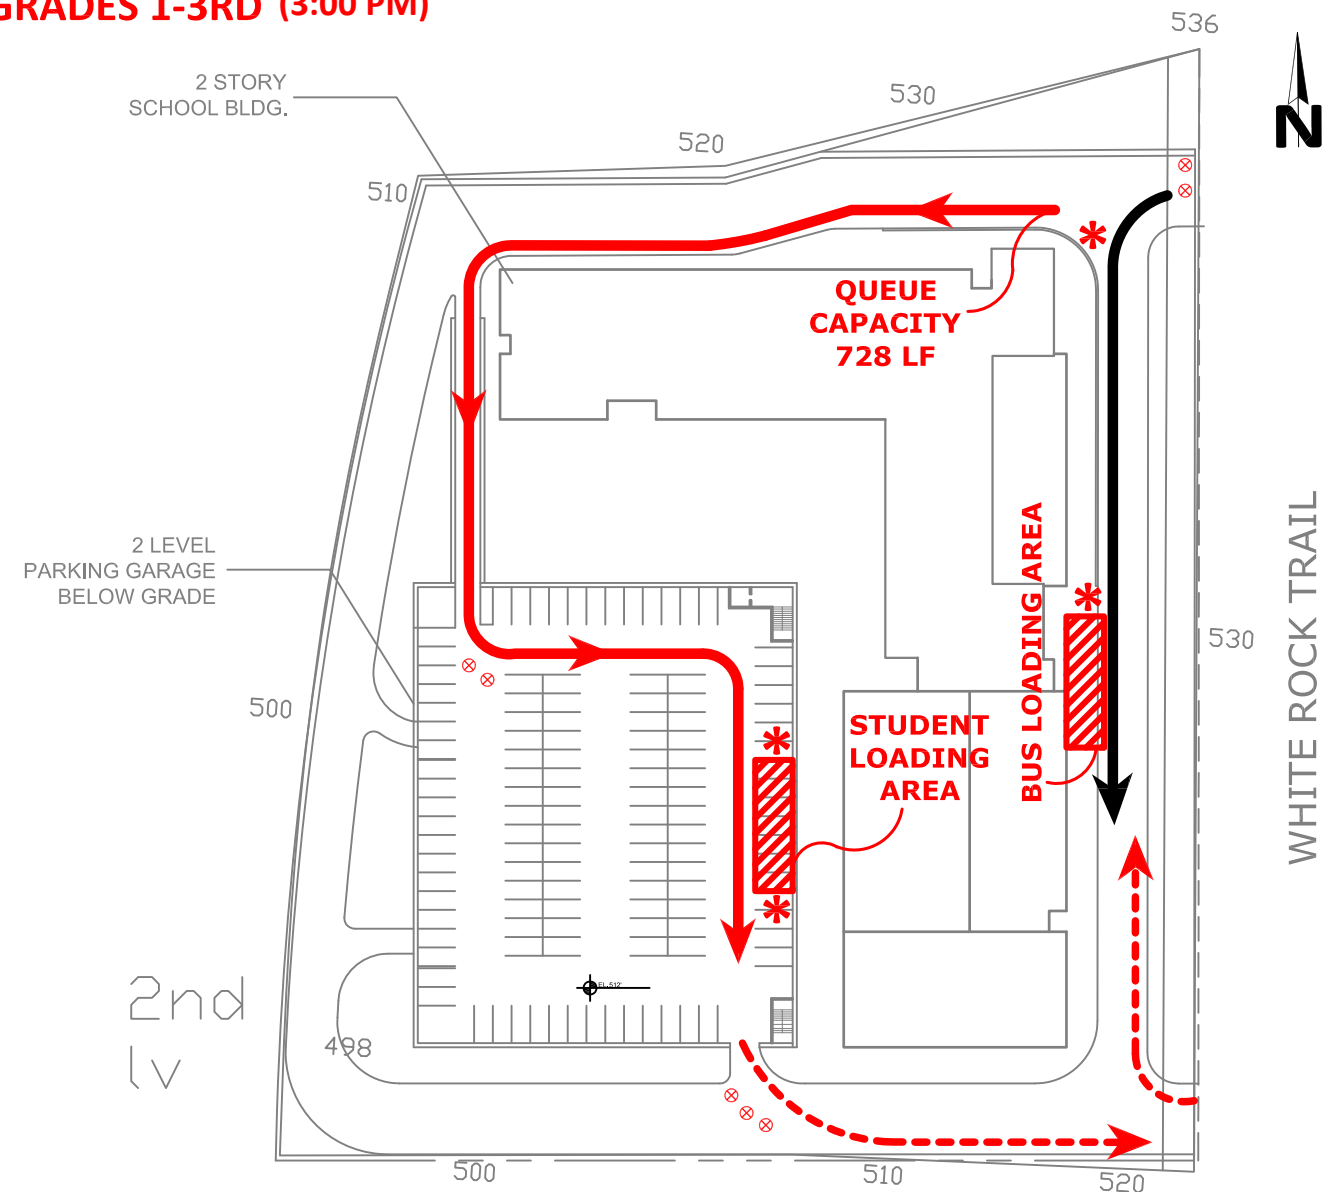 GRADES 1-3RD (3:00 PM)
536
2 STORY
SCHOOL BLDG.
530
520
510
N
QUEUE
CAPACITY
728 LF
BUS LOADING AREA
WHITE ROCK TRAIL
2 LEVEL
PARKING GARAGE
BELOW GRADE
530
500
STUDENT
LOADING
AREA
EL.512'
2nd
lv
498
500
510
520